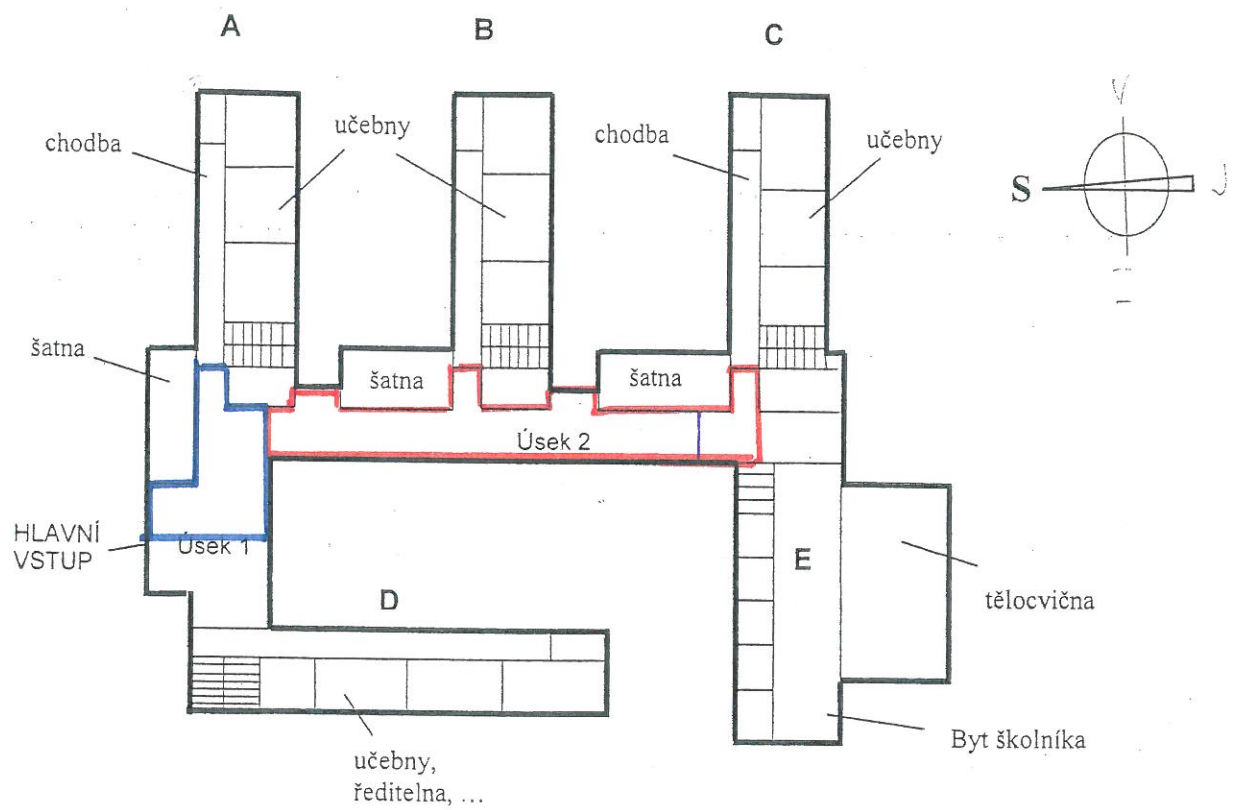 A
B
C
chodba
učebny
chodba
učebny
V
S
J
šatna
šatna
šatna
Úsek 2
HLAVNÍ
VSTUP
Úsek 1
D
E
tělocvična
učebny,
ředitelna, ...
Byt školníka